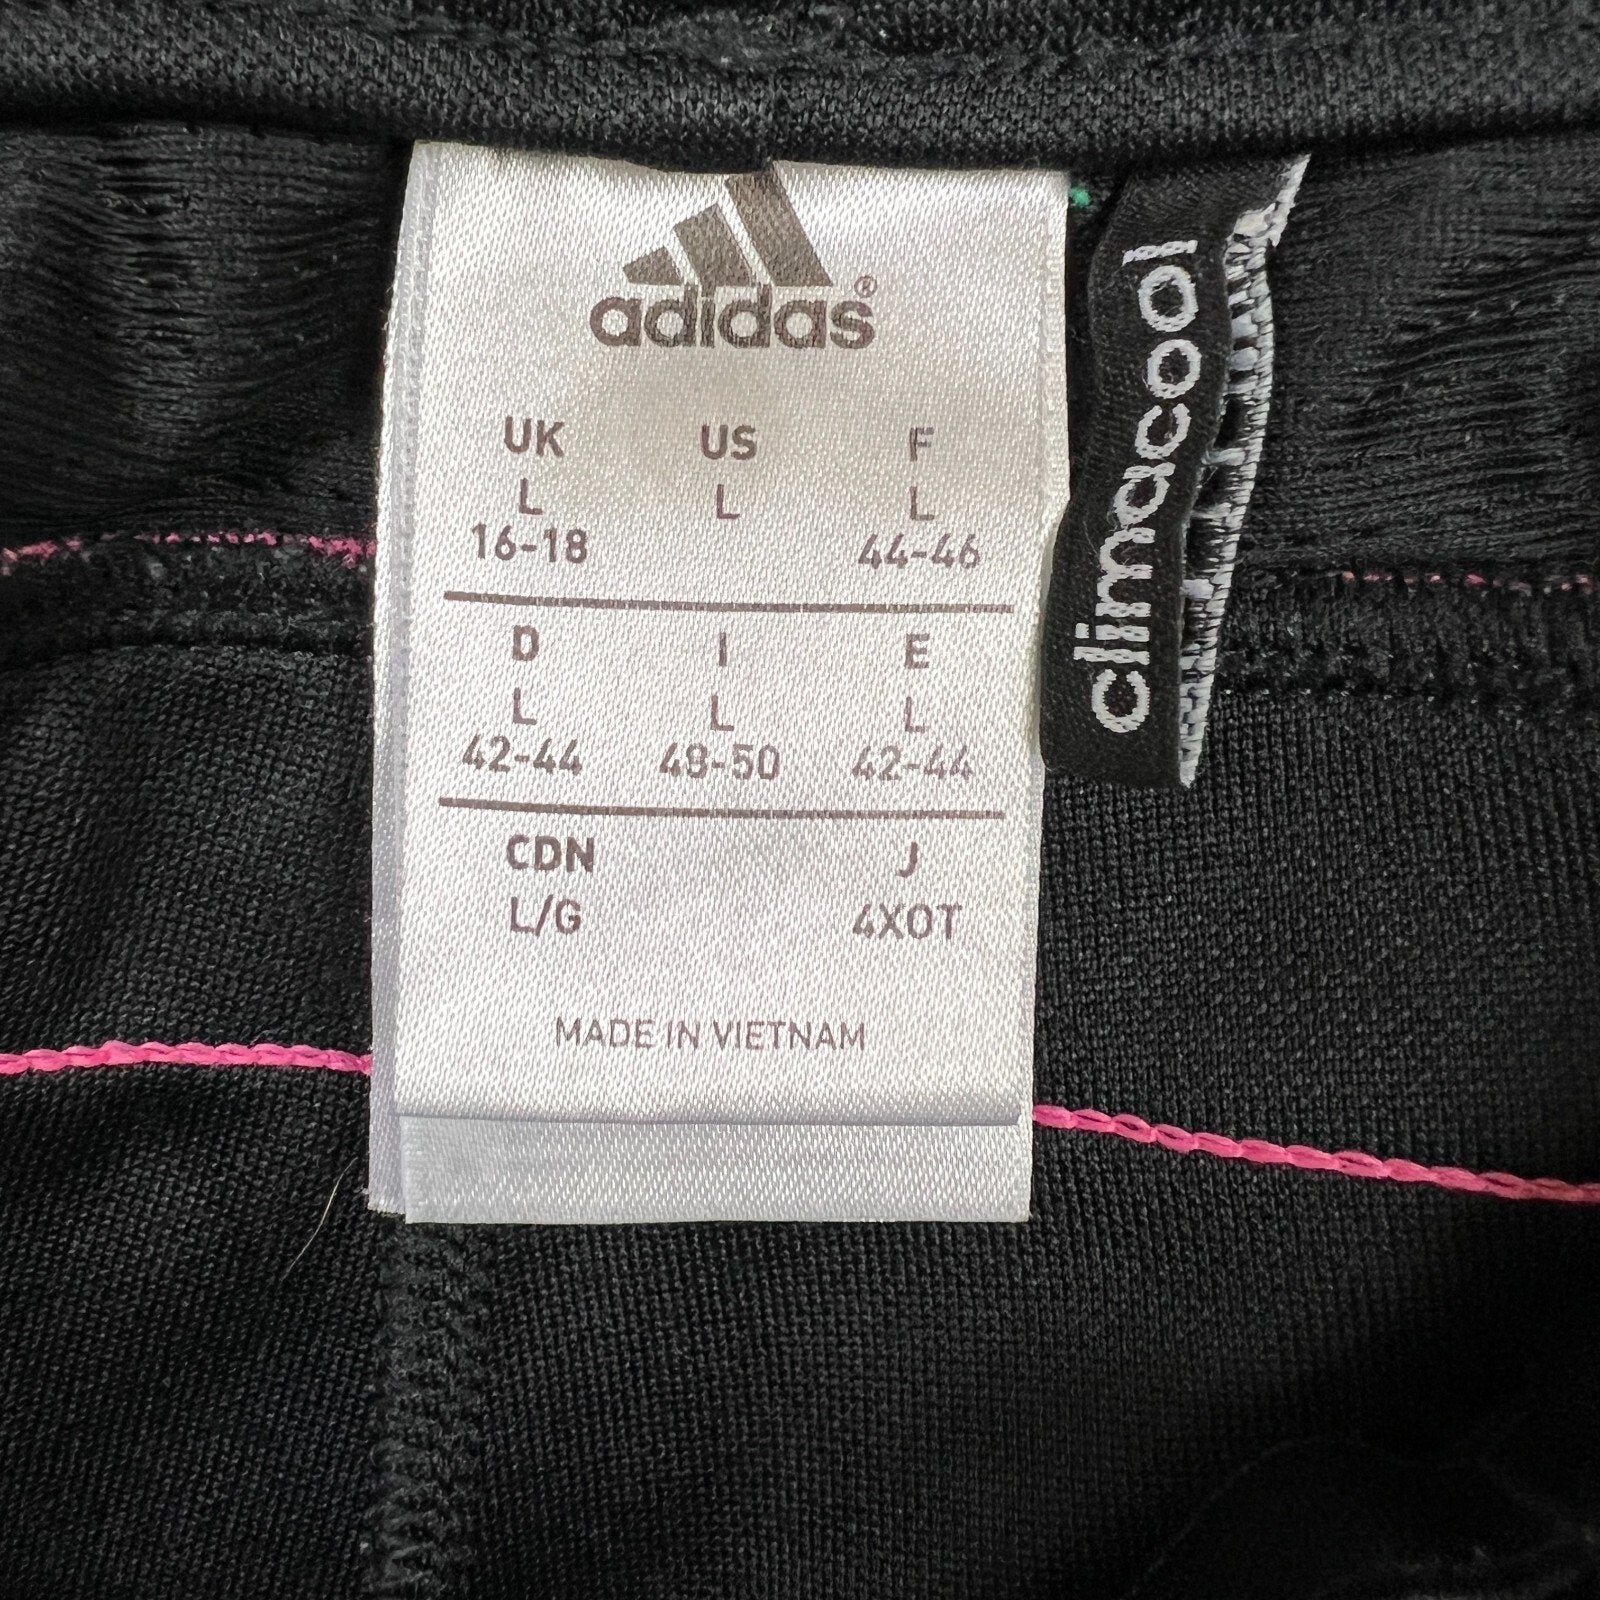 adidas®
UK US F
L L L
16-18 44-46
D I E
L L L
42-44 48-50 42-44
CDN J
L/G 4XOT
MADE IN VIETNAM
climacool